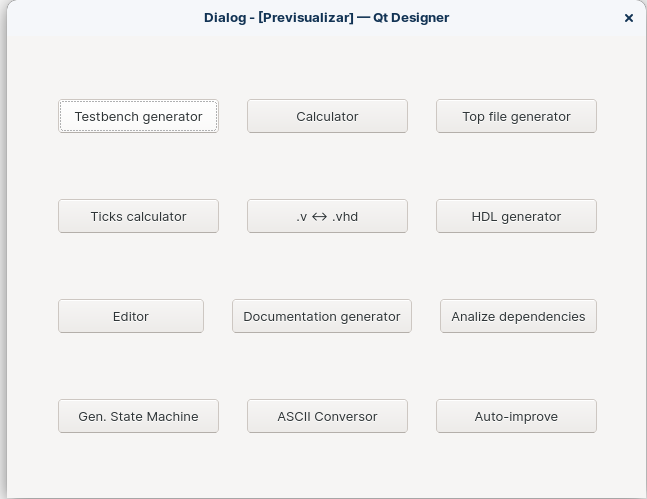 Dialog - [Previsualizar] — Qt Designer
Testbench generator
Calculator
Top file generator
Ticks calculator
.v <-> .vhd
HDL generator
Editor
Documentation generator
Analize dependencies
Gen. State Machine
ASCII Conversor
Auto-improve